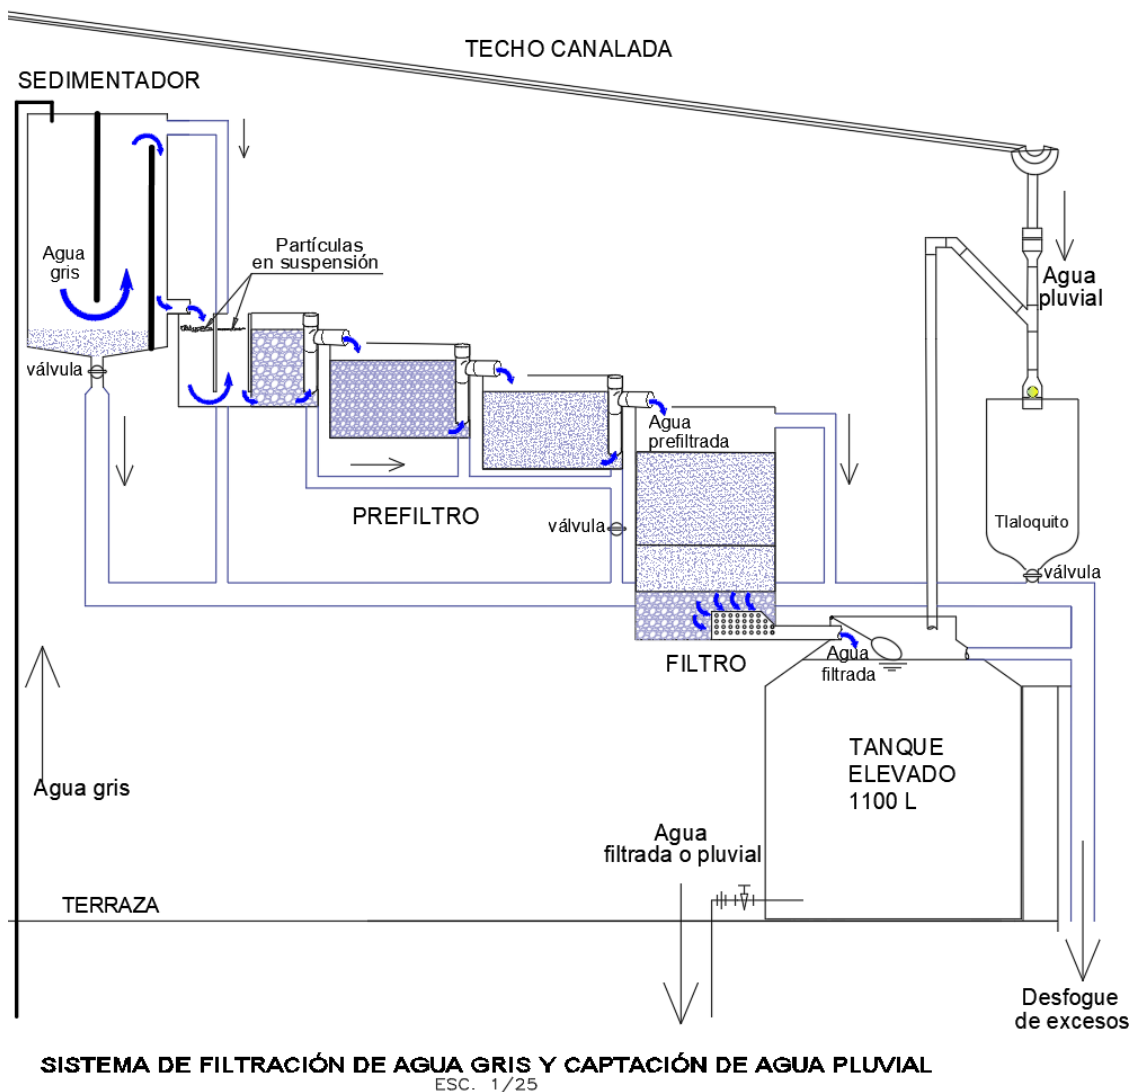 TECHO CANALADA
SEDIMENTADOR
Agua
gris
Partículas
en suspensión
Agua
pluvial
válvula
Agua
prefiltrada
PREFILTRO
válvula
Tlaloquito
válvula
FILTRO
Agua
filtrada
TANQUE
ELEVADO
1100 L
Agua gris
Agua
filtrada o pluvial
TERRAZA
Desfogue
de excesos
SISTEMA DE FILTRACIÓN DE AGUA GRIS Y CAPTACIÓN DE AGUA PLUVIAL
ESC. 1/25